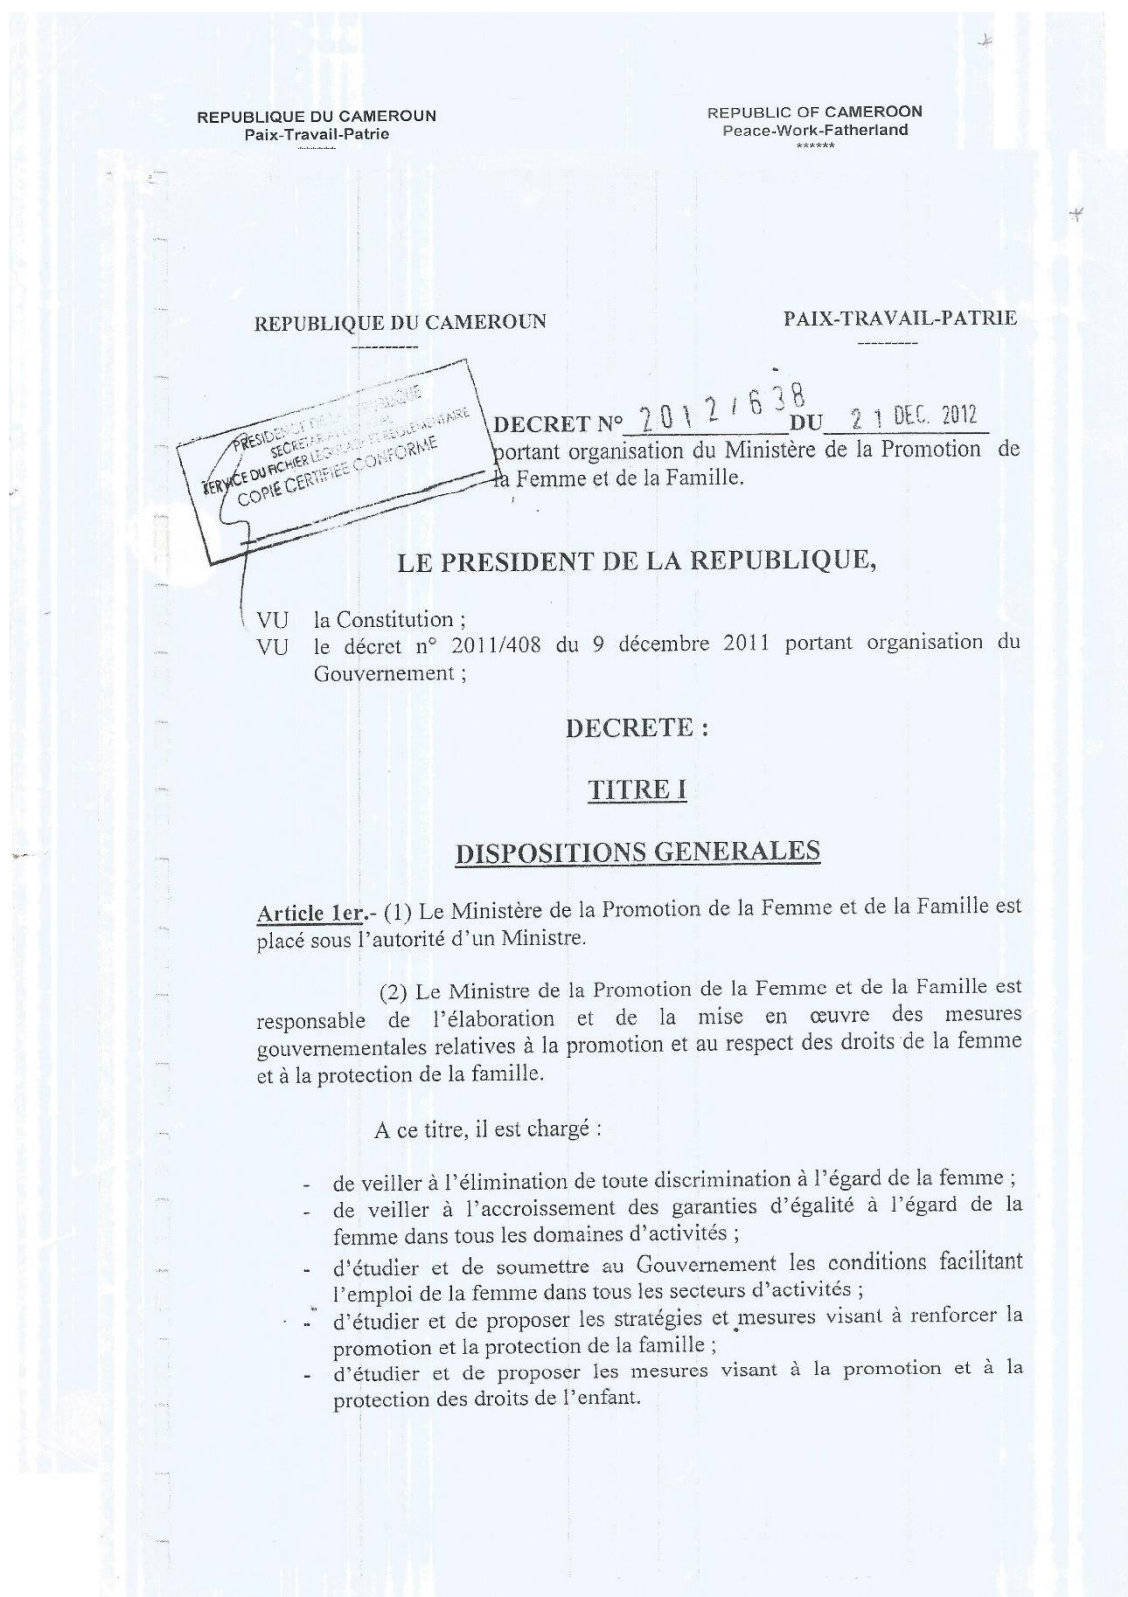 REPUBLIQUE DU CAMEROUN
Paix-Travail-Patrie
REPUBLIC OF CAMEROON
Peace-Work-Fatherland
******
REPUBLIQUE DU CAMEROUN
----------
PAIX-TRAVAIL-PATRIE
---------
PRESIDENCE DE LA REPUBLIQUE
SERVICE DU FICHIER LEGISLATIF ET REGLEMENTAIRE
COPIE CERTIFIEE CONFORME
DECRET N° 2012/638 DU 21 DEC. 2012
portant organisation du Ministère de la Promotion de
la Femme et de la Famille.
LE PRESIDENT DE LA REPUBLIQUE,
VU la Constitution ;
VU le décret n° 2011/408 du 9 décembre 2011 portant organisation du
Gouvernement ;
DECRETE :
TITRE I
DISPOSITIONS GENERALES
Article 1er.- (1) Le Ministère de la Promotion de la Femme et de la Famille est
placé sous l'autorité d'un Ministre.
(2) Le Ministre de la Promotion de la Femme et de la Famille est
responsable de l'élaboration et de la mise en œuvre des mesures
gouvernementales relatives à la promotion et au respect des droits de la femme
et à la protection de la famille.
A ce titre, il est chargé :
- de veiller à l'élimination de toute discrimination à l'égard de la femme ;
- de veiller à l'accroissement des garanties d'égalité à l'égard de la
femme dans tous les domaines d'activités ;
- d'étudier et de soumettre au Gouvernement les conditions facilitant
l'emploi de la femme dans tous les secteurs d'activités ;
- d'étudier et de proposer les stratégies et mesures visant à renforcer la
promotion et la protection de la famille ;
- d'étudier et de proposer les mesures visant à la promotion et à la
protection des droits de l'enfant.